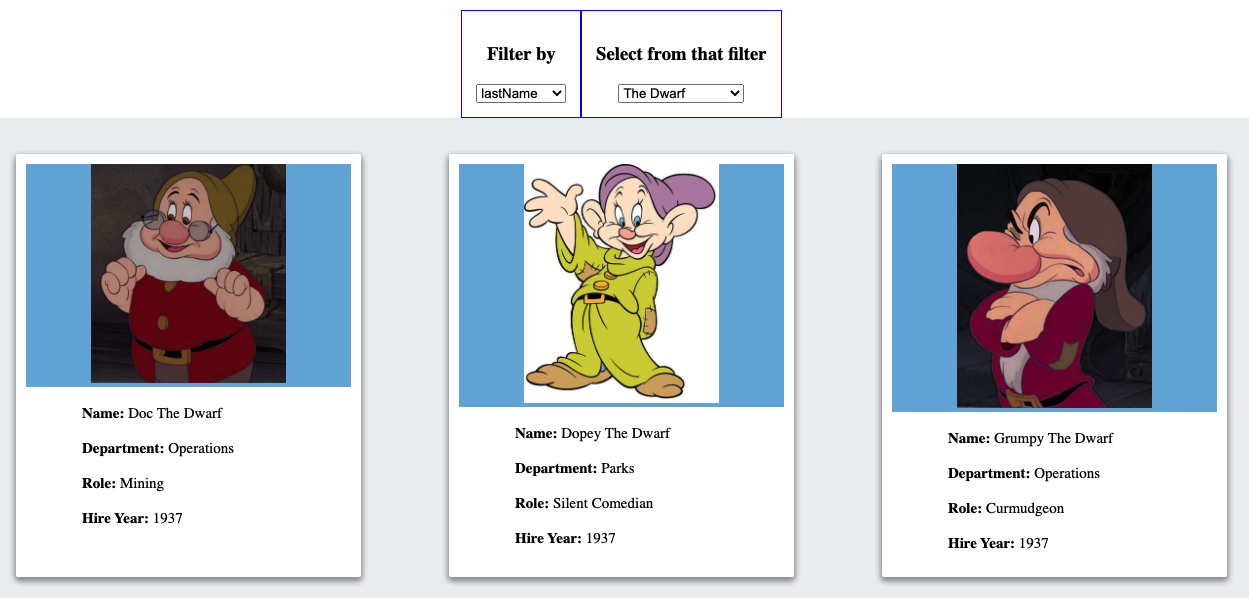 Filter by
Select from that filter
lastName
The Dwarf
Name: Doc The Dwarf
Department: Operations
Role: Mining
Hire Year: 1937
Name: Dopey The Dwarf
Department: Parks
Role: Silent Comedian
Hire Year: 1937
Name: Grumpy The Dwarf
Department: Operations
Role: Curmudgeon
Hire Year: 1937